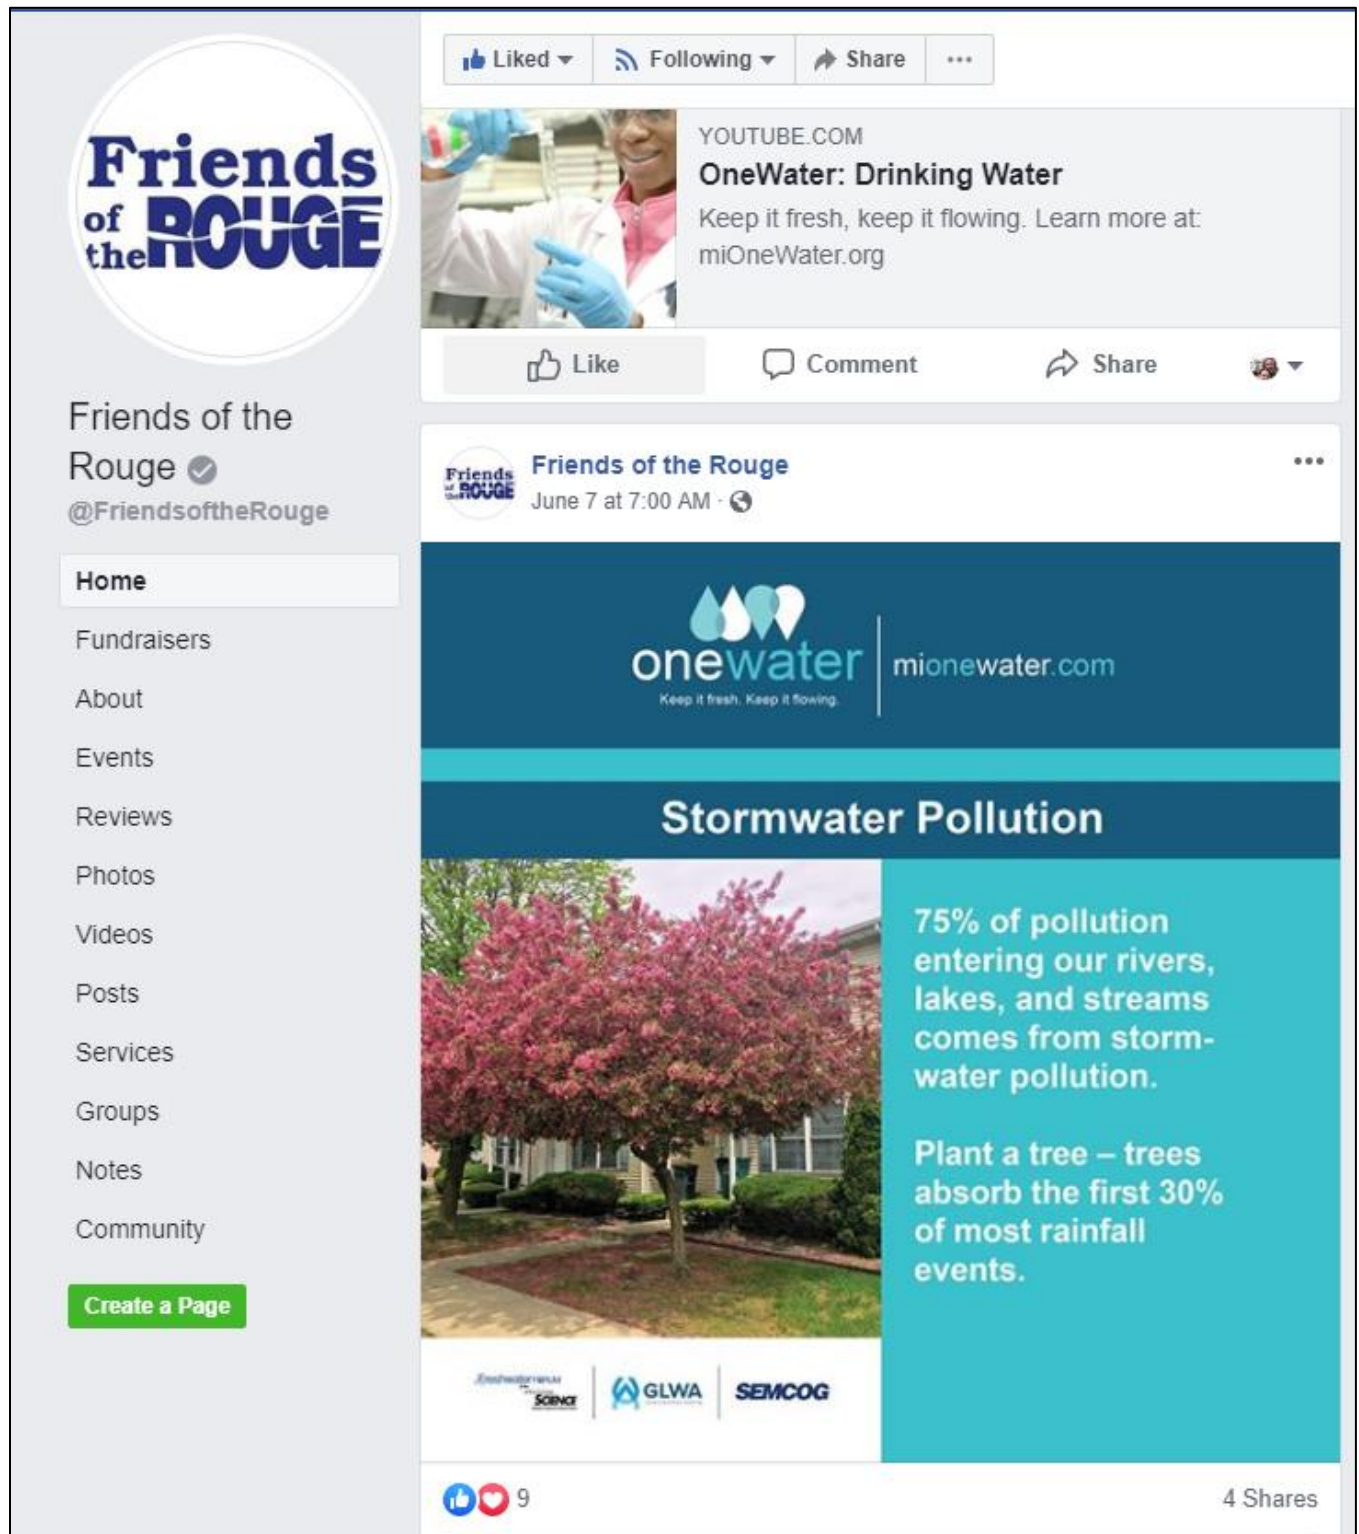 Friends
of
the ROUGE
Friends of the
Rouge
@FriendsoftheRouge
Home
Fundraisers
About
Events
Reviews
Photos
Videos
Posts
Services
Groups
Notes
Community
Create a Page
Liked
Following
Share
YOUTUBE.COM
OneWater: Drinking Water
Keep it fresh, keep it flowing. Learn more at:
miOneWater.org
Like
Comment
Share
Friends
of
the ROUGE
Friends of the Rouge
June 7 at 7:00 AM ·
onewater
Keep it fresh. Keep it flowing.
mionewater.com
Stormwater Pollution
75% of pollution
entering our rivers,
lakes, and streams
comes from storm-
water pollution.
Plant a tree – trees
absorb the first 30%
of most rainfall
events.
SCIENCE
GLWA
SEMCOG
9
4 Shares